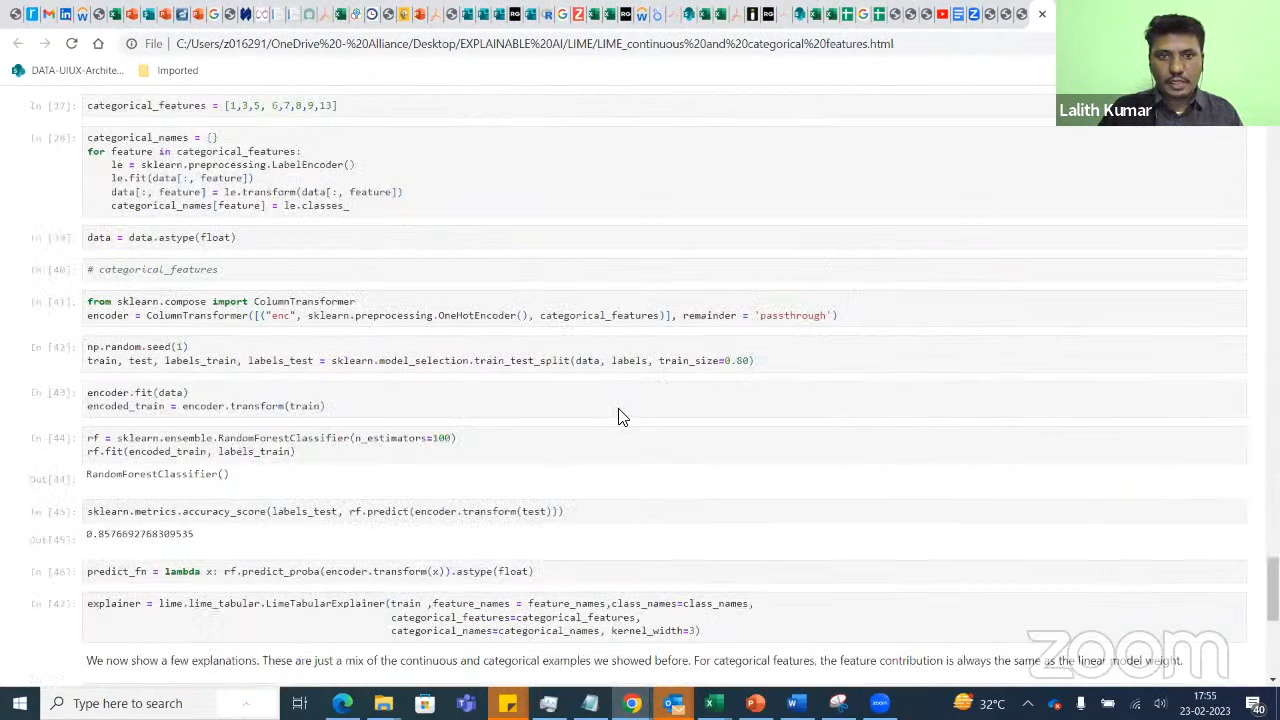 File
C:/Users/z016291/OneDrive%20-%20Alliance/Desktop/EXPLAINABLE%20AI/LIME/LIME_continuous%20and%20categorical%20features.html
DATA-UIUX-Archite...
Imported
Lalith Kumar
In [37]:
categorical_features = [1,3,5, 6,7,8,9,13]
In [28]:
categorical_names = {}
for feature in categorical_features:
le = sklearn.preprocessing.LabelEncoder()
le.fit(data[:, feature])
data[:, feature] = le.transform(data[:, feature])
categorical_names[feature] = le.classes_
data = data.astype(float)
In [40]:
# categorical_features
In [41]:
from sklearn.compose import ColumnTransformer
encoder = ColumnTransformer([("enc", sklearn.preprocessing.OneHotEncoder(), categorical_features)], remainder = 'passthrough')
In [42]:
np.random.seed(1)
train, test, labels_train, labels_test = sklearn.model_selection.train_test_split(data, labels, train_size=0.80)
In [43]:
encoder.fit(data)
encoded_train = encoder.transform(train)
In [44]:
rf = sklearn.ensemble.RandomForestClassifier(n_estimators=100)
rf.fit(encoded_train, labels_train)
Out[44]:
RandomForestClassifier()
In [45]:
sklearn.metrics.accuracy_score(labels_test, rf.predict(encoder.transform(test)))
Out[45]:
0.8576692768309535
In [46]:
predict_fn = lambda x: rf.predict_proba(encoder.transform(x)).astype(float)
In [47]:
explainer = lime.lime_tabular.LimeTabularExplainer(train ,feature_names = feature_names,class_names=class_names,
categorical_features=categorical_features,
categorical_names=categorical_names, kernel_width=3)
We now show a few explanations. These are just a mix of the continuous and categorical examples we showed before. For categorical features, the feature contribution is always the same as the linear model weight.
zoom
Type here to search
zoom
32°C
17:55
23-02-2023
40